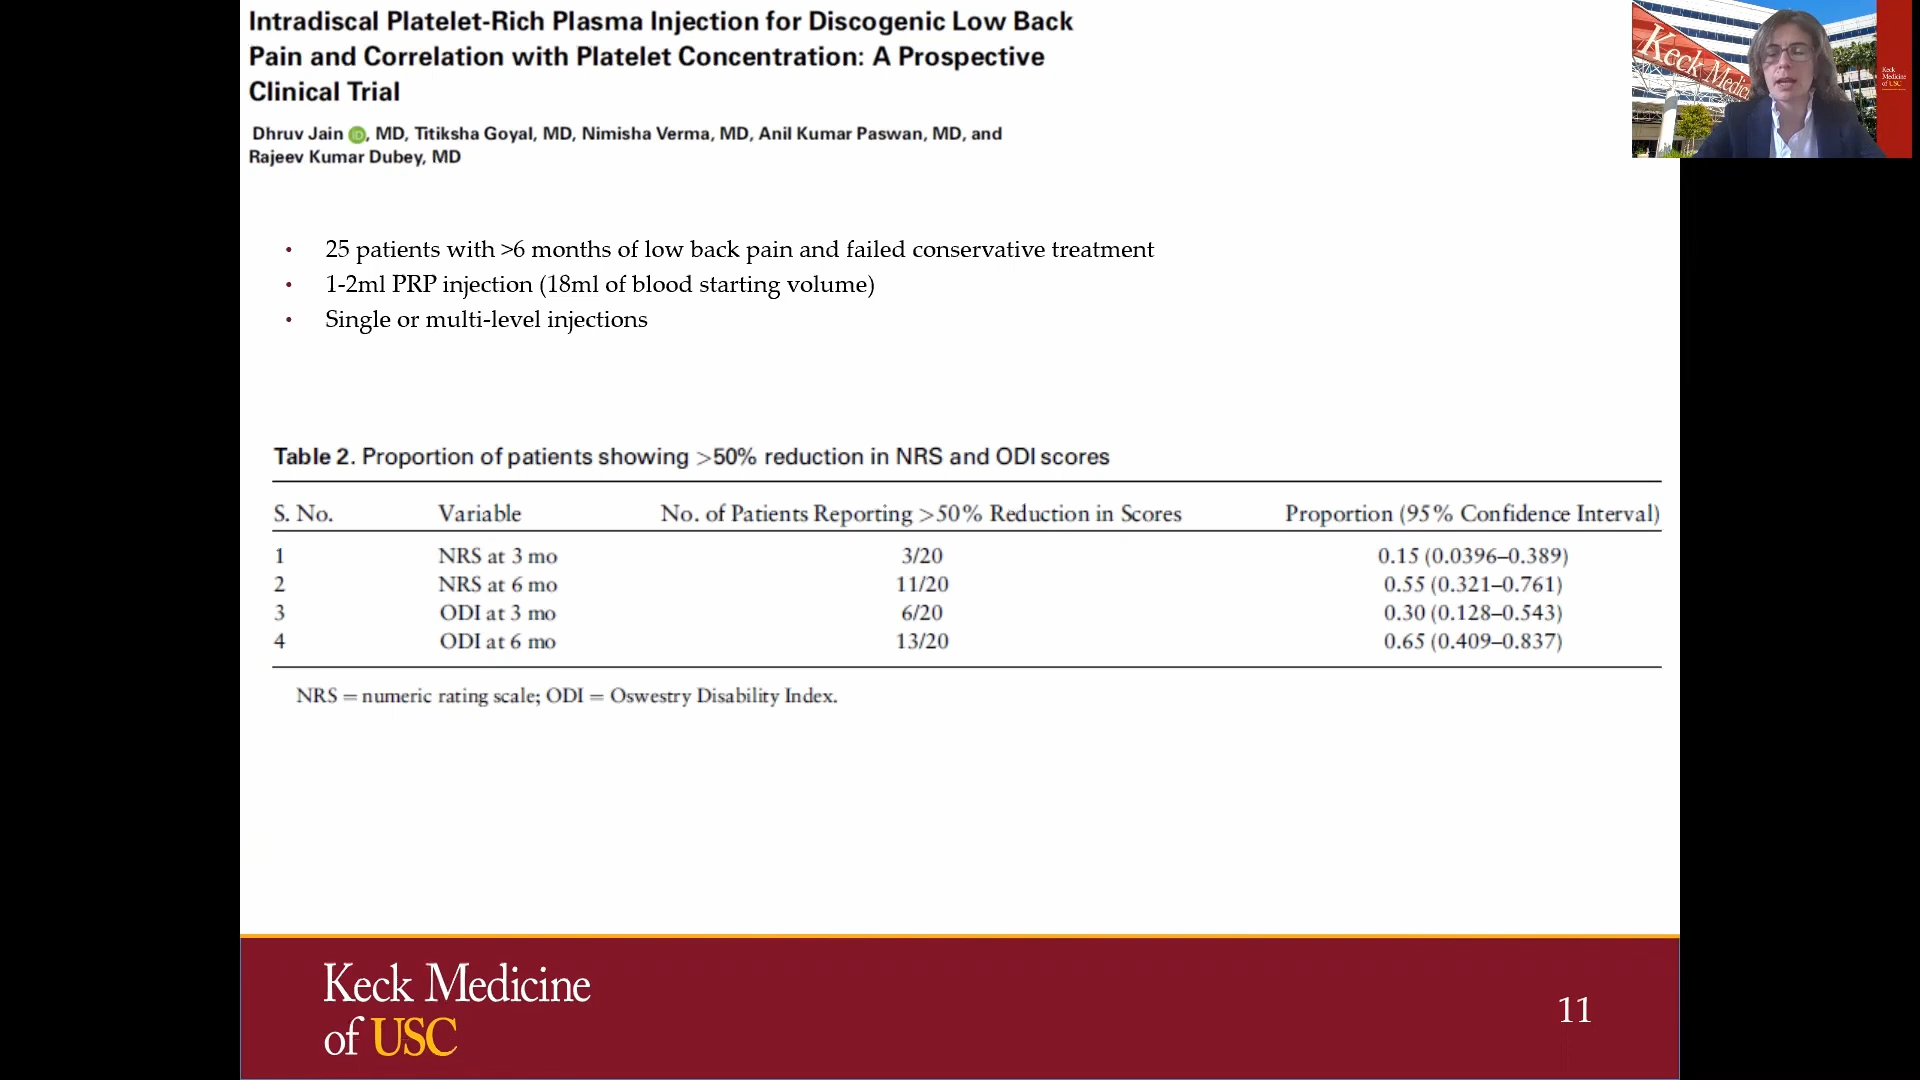 Intradiscal Platelet-Rich Plasma Injection for Discogenic Low Back
Pain and Correlation with Platelet Concentration: A Prospective
Clinical Trial
Dhruv Jain iD, MD, Titiksha Goyal, MD, Nimisha Verma, MD, Anil Kumar Paswan, MD, and
Rajeev Kumar Dubey, MD
• 25 patients with >6 months of low back pain and failed conservative treatment
• 1-2ml PRP injection (18ml of blood starting volume)
• Single or multi-level injections
Table 2. Proportion of patients showing >50% reduction in NRS and ODI scores
S. No. Variable No. of Patients Reporting >50% Reduction in Scores Proportion (95% Confidence Interval)
1 NRS at 3 mo 3/20 0.15 (0.0396–0.389)
2 NRS at 6 mo 11/20 0.55 (0.321–0.761)
3 ODI at 3 mo 6/20 0.30 (0.128–0.543)
4 ODI at 6 mo 13/20 0.65 (0.409–0.837)
NRS = numeric rating scale; ODI = Oswestry Disability Index.
Keck Medicine
of USC
11
Keck Medici
Keck
Medicine
of USC